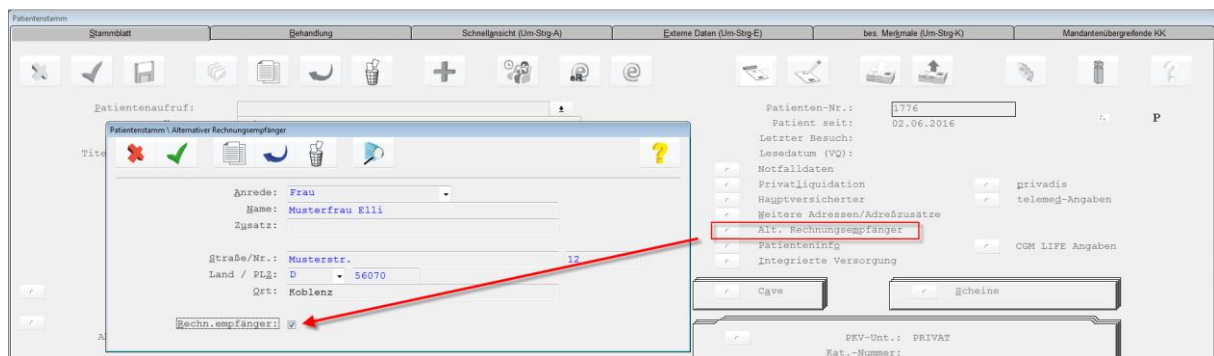 Patientenstamm
Stammblatt
Behandlung
Schnellansicht (Um-Strg-A)
Externe Daten (Um-Strg-E)
bes. Merkmale (Um-Strg-K)
Mandantenübergreifende KK
Patientenaufruf:
Patienten-Nr.: 1776
Patient seit: 02.06.2016
P
Letzter Besuch:
Lesedatum (VQ):
Notfalldaten
Privatliquidation
privadis
Hauptversicherter
telemed-Angaben
Weitere Adressen/Adreßzusätze
Alt. Rechnungsempfänger
Patienteninfo
CGM LIFE Angaben
Integrierte Versorgung
Cave
Scheine
PKV-Unt.: PRIVAT
Kat.-Nummer:
Tite
Patientenstamm \ Alternativer Rechnungsempfänger
Anrede: Frau
Name: Musterfrau Elli
Zusatz:
Straße/Nr.: Musterstr. 12
Land / PLZ: D 56070
Ort: Koblenz
Rechn.empfänger: